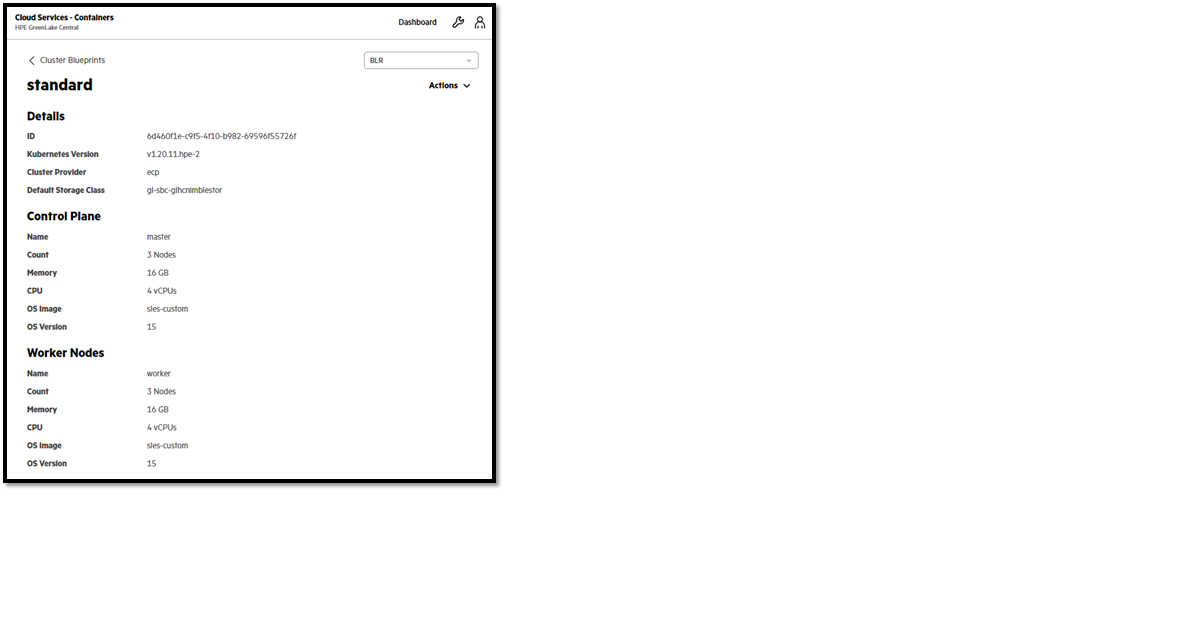 Cloud Services - Containers
HPE GreenLake Central
Dashboard
Cluster Blueprints
BLR
standard
Actions
Details
ID 6d460f1e-c9f5-4f10-b982-69596f55726f
Kubernetes Version v1.20.11.hpe-2
Cluster Provider ecp
Default Storage Class gl-sbc-glhcnimblestor
Control Plane
Name master
Count 3 Nodes
Memory 16 GB
CPU 4 vCPUs
OS Image sles-custom
OS Version 15
Worker Nodes
Name worker
Count 3 Nodes
Memory 16 GB
CPU 4 vCPUs
OS Image sles-custom
OS Version 15